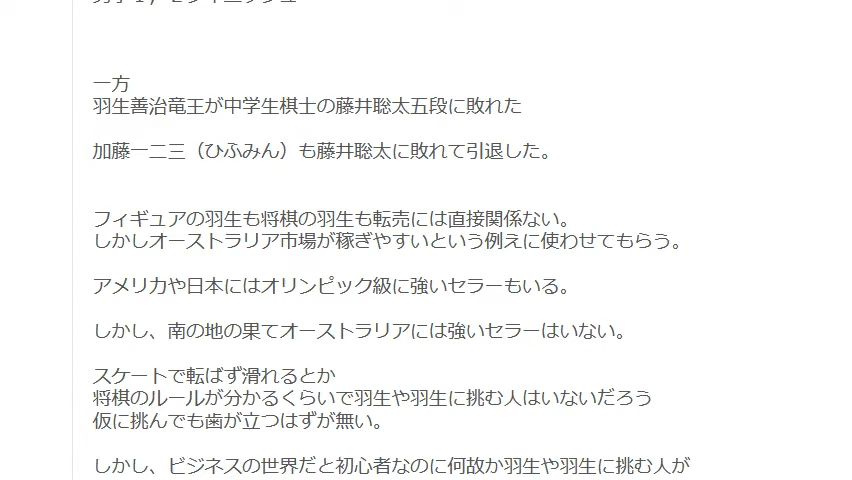 一方
羽生善治竜王が中学生棋士の藤井聡太五段に敗れた
加藤一二三（ひふみん）も藤井聡太に敗れて引退した。
フィギュアの羽生も将棋の羽生も転売には直接関係ない。
しかしオーストラリア市場が稼ぎやすいという例えに使わせてもらう。
アメリカや日本にはオリンピック級に強いセラーもいる。
しかし、南の地の果てオーストラリアには強いセラーはいない。
スケートで転ばず滑れるとか
将棋のルールが分かるくらいで羽生や羽生に挑む人はいないだろう
仮に挑んでも歯が立つはずが無い。
しかし、ビジネスの世界だと初心者なのに何故か羽生や羽生に挑む人が